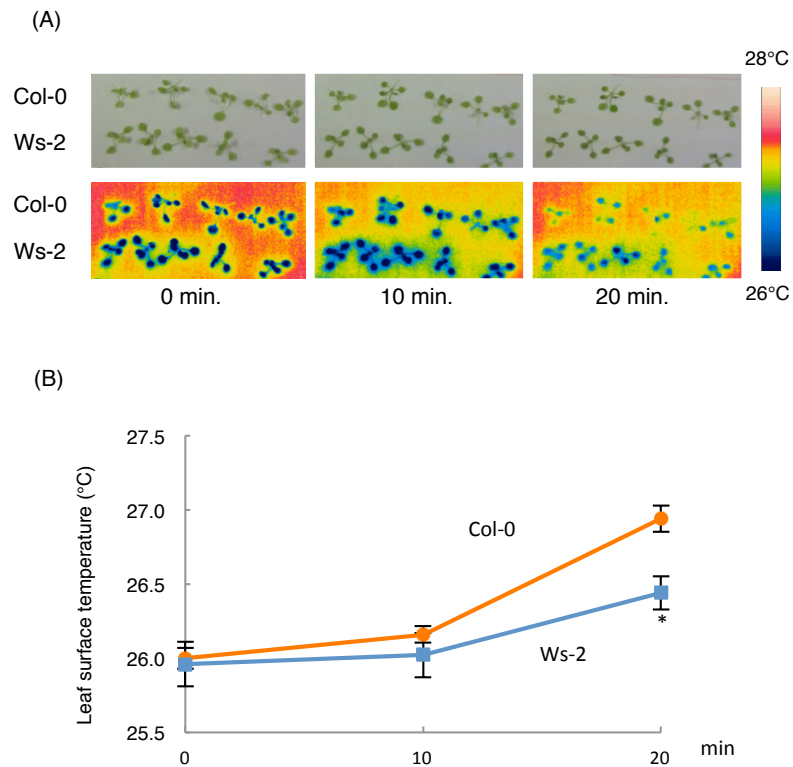 (A)
28°C
Col-0
Ws-2
Col-0
Ws-2
0 min.
10 min.
20 min.
26°C
(B)
Leaf surface temperature (°C)
27.5
27.0
26.5
26.0
25.5
Col-0
Ws-2
*
0
10
20
min